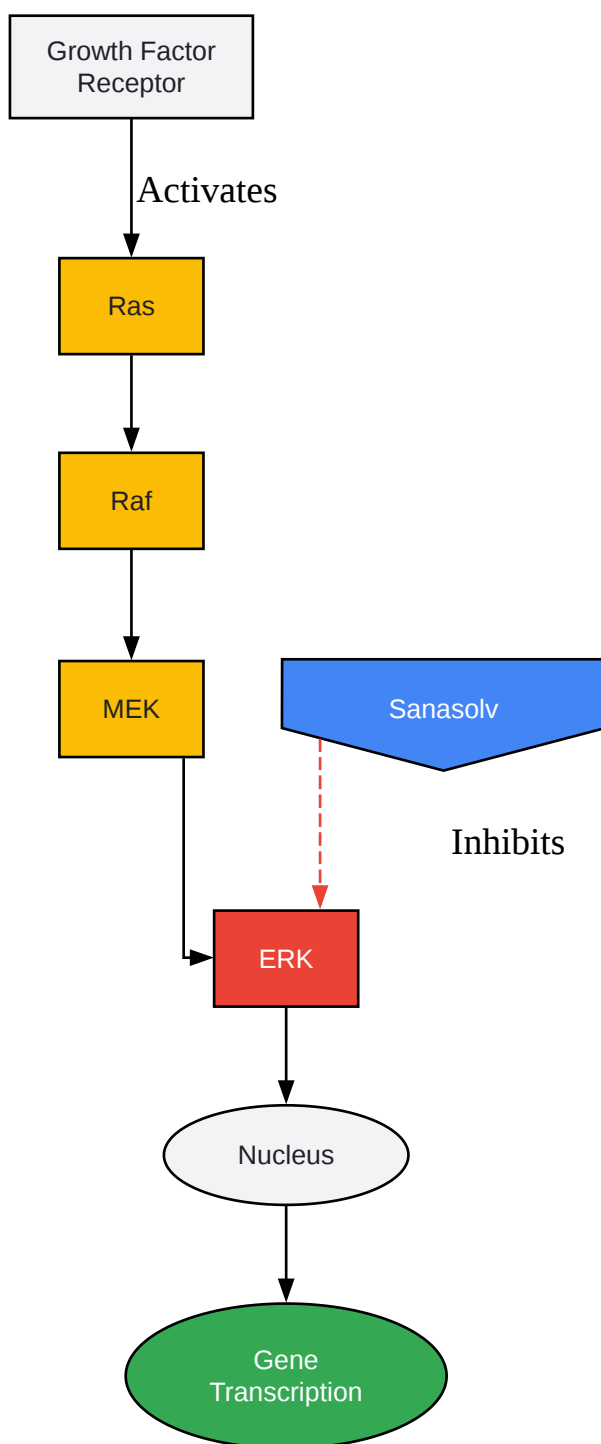 Growth Factor
Receptor
Activates
Ras
Raf
MEK
Sanasolv
Inhibits
ERK
Nucleus
Gene
Transcription